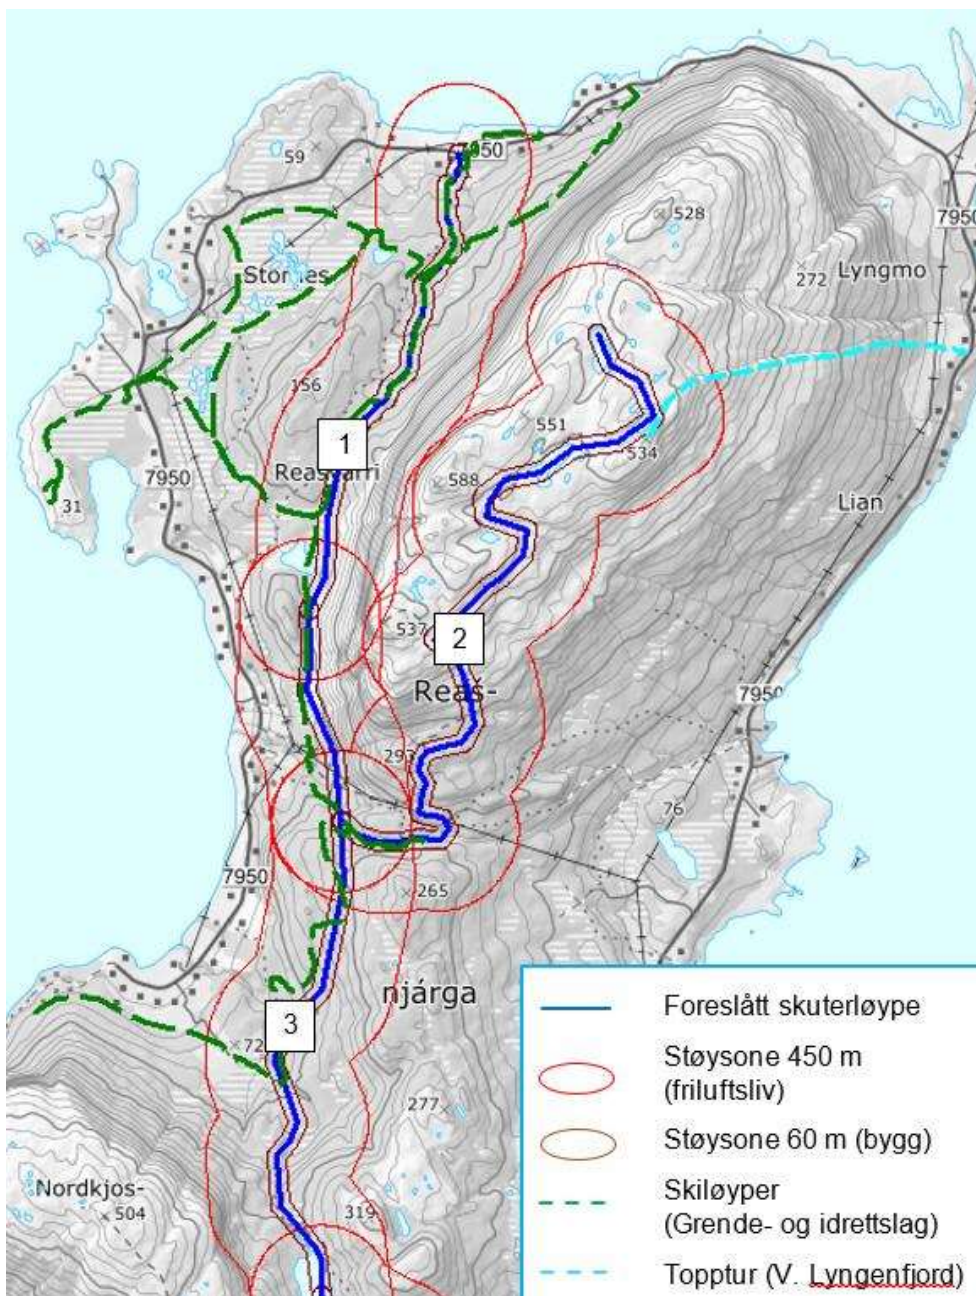 59
7950
528
7950
Lyngmo
272
Stornes
156
551
1
534
Reašvárri
588
7950
31
Lian
537
2
Reaš-
7950
293
76
7950
265
njárga
3
72
277
Nordkjos-
504
319
Foreslått skuterløype
Støysone 450 m
(friluftsliv)
Støysone 60 m (bygg)
Skiløyper
(Grende- og idrettslag)
Topptur (V. Lyngenfjord)